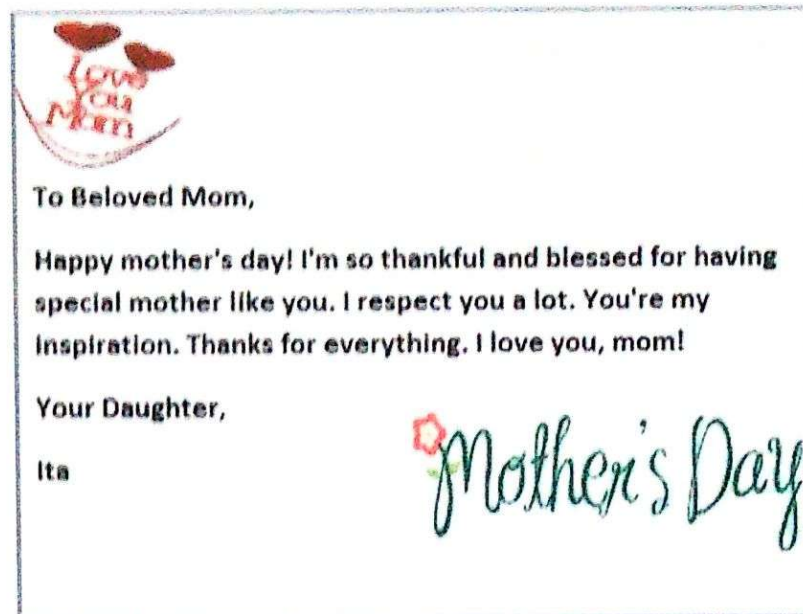 Love
You
Mom
To Beloved Mom,
Happy mother's day! I'm so thankful and blessed for having
special mother like you. I respect you a lot. You're my
inspiration. Thanks for everything. I love you, mom!
Your Daughter,
Ita
Mother's Day